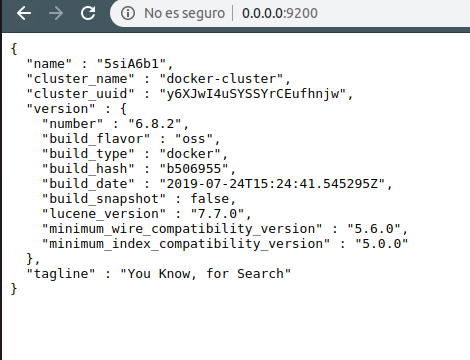 No es seguro | 0.0.0.0:9200
{
  "name" : "5siA6b1",
  "cluster_name" : "docker-cluster",
  "cluster_uuid" : "y6XJwI4uSYSSYrCEufhnjw",
  "version" : {
    "number" : "6.8.2",
    "build_flavor" : "oss",
    "build_type" : "docker",
    "build_hash" : "b506955",
    "build_date" : "2019-07-24T15:24:41.545295Z",
    "build_snapshot" : false,
    "lucene_version" : "7.7.0",
    "minimum_wire_compatibility_version" : "5.6.0",
    "minimum_index_compatibility_version" : "5.0.0"
  },
  "tagline" : "You Know, for Search"
}